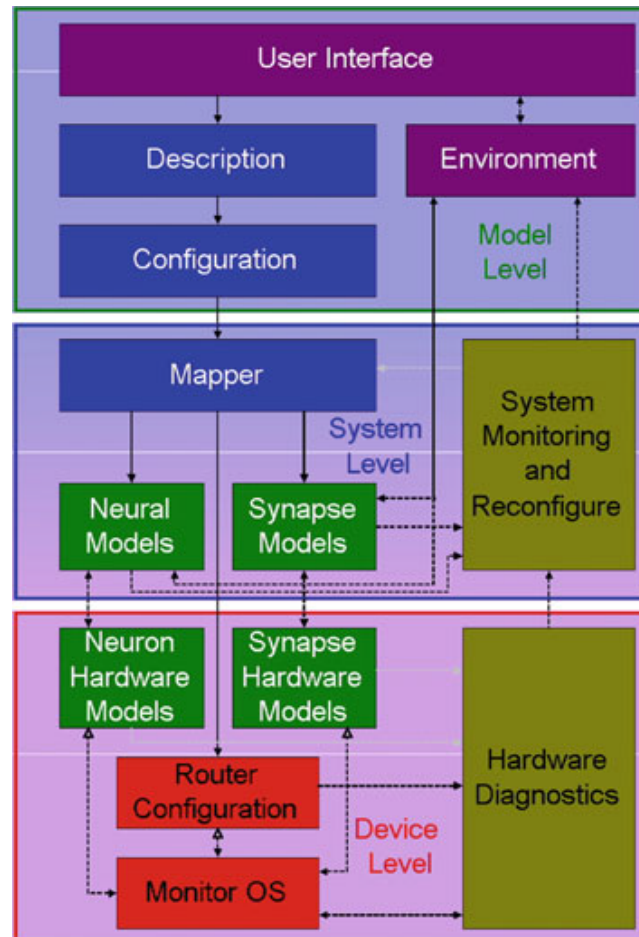 User Interface
Description
Environment
Configuration
Model
Level
Mapper
System
Level
System
Monitoring
and
Reconfigure
Neural
Models
Synapse
Models
Neuron
Hardware
Models
Synapse
Hardware
Models
Router
Configuration
Hardware
Diagnostics
Device
Level
Monitor OS